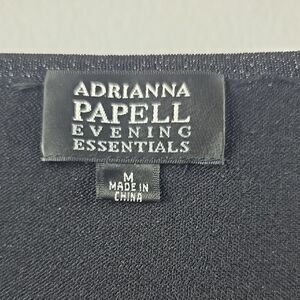 ADRIANNA
PAPELL
EVENING
ESSENTIALS
M
MADE IN
CHINA